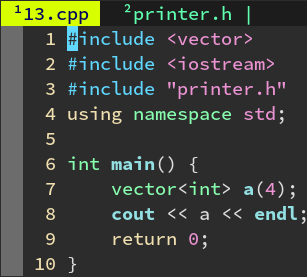 ¹13.cpp ²printer.h |
1 #include <vector>
2 #include <iostream>
3 #include "printer.h"
4 using namespace std;
5
6 int main() {
7     vector<int> a(4);
8     cout << a << endl;
9     return 0;
10 }